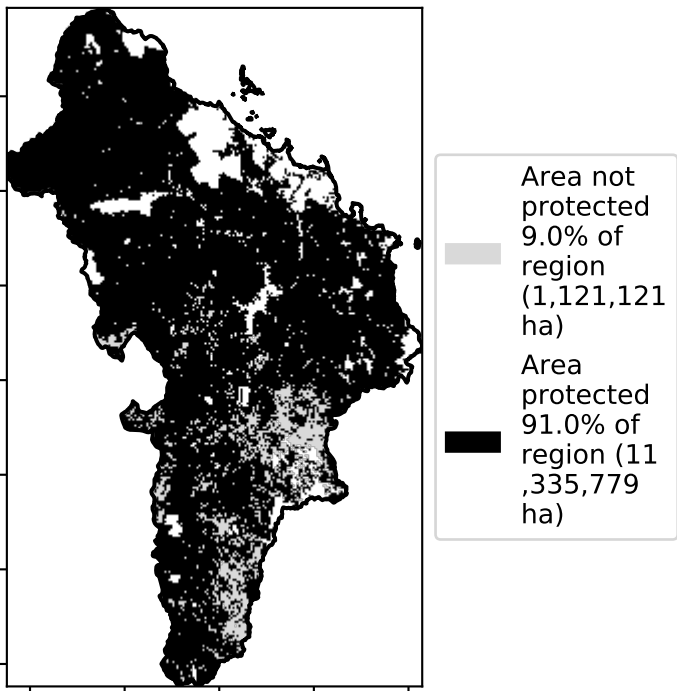 Area not
protected
9.0% of
region
(1,121,121
ha)
Area
protected
91.0% of
region (11
,335,779
ha)